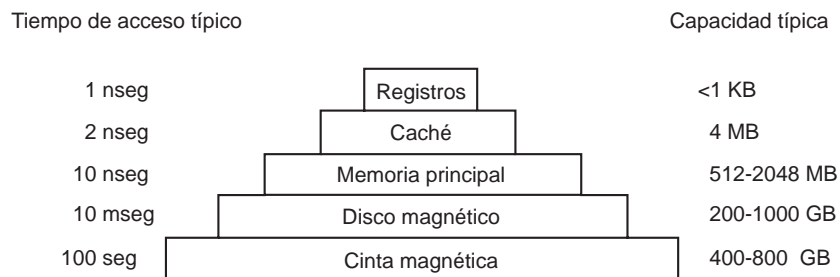 Tiempo de acceso típico Capacidad típica
1 nseg Registros <1 KB
2 nseg Caché 4 MB
10 nseg Memoria principal 512-2048 MB
10 mseg Disco magnético 200-1000 GB
100 seg Cinta magnética 400-800 GB